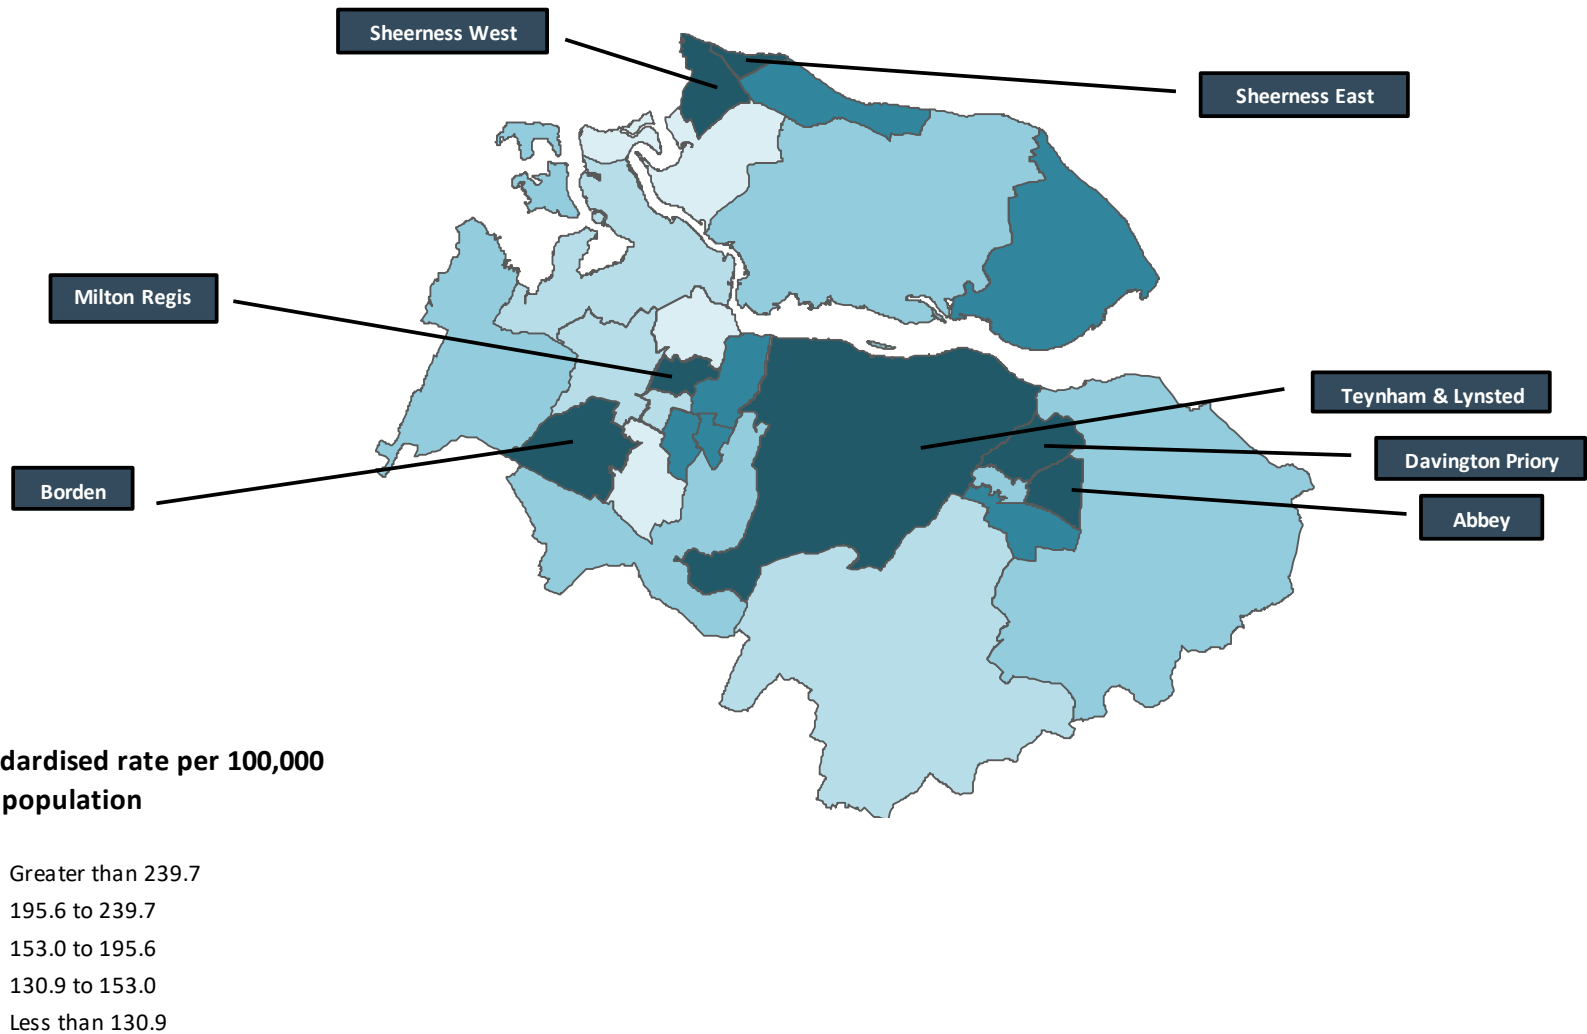 Sheerness West
Sheerness East
Milton Regis
Teynham & Lynsted
Davington Priory
Borden
Abbey
dardised rate per 100,000
population
Greater than 239.7
195.6 to 239.7
153.0 to 195.6
130.9 to 153.0
Less than 130.9